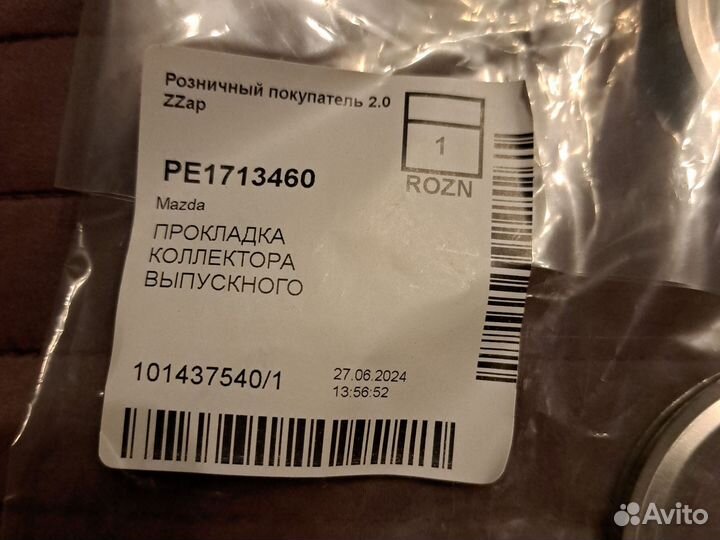 Розничный покупатель 2.0
ZZap
1
ROZN
PE1713460
Mazda
ПРОКЛАДКА
КОЛЛЕКТОРА
ВЫПУСКНОГО
101437540/1
27.06.2024
13:56:52
Avito